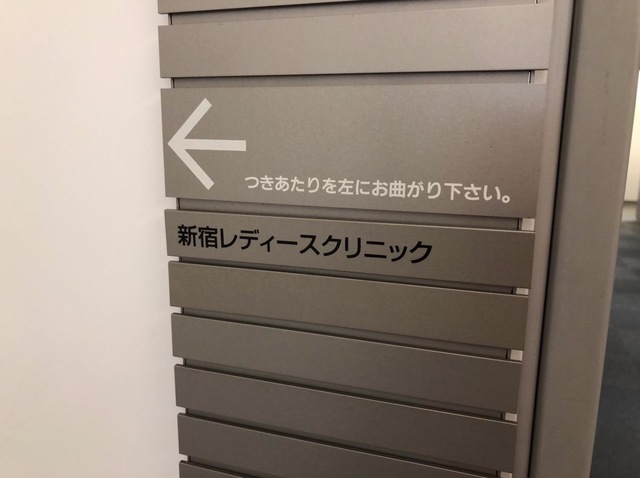 つきあたりを左にお曲がり下さい。
新宿レディースクリニック